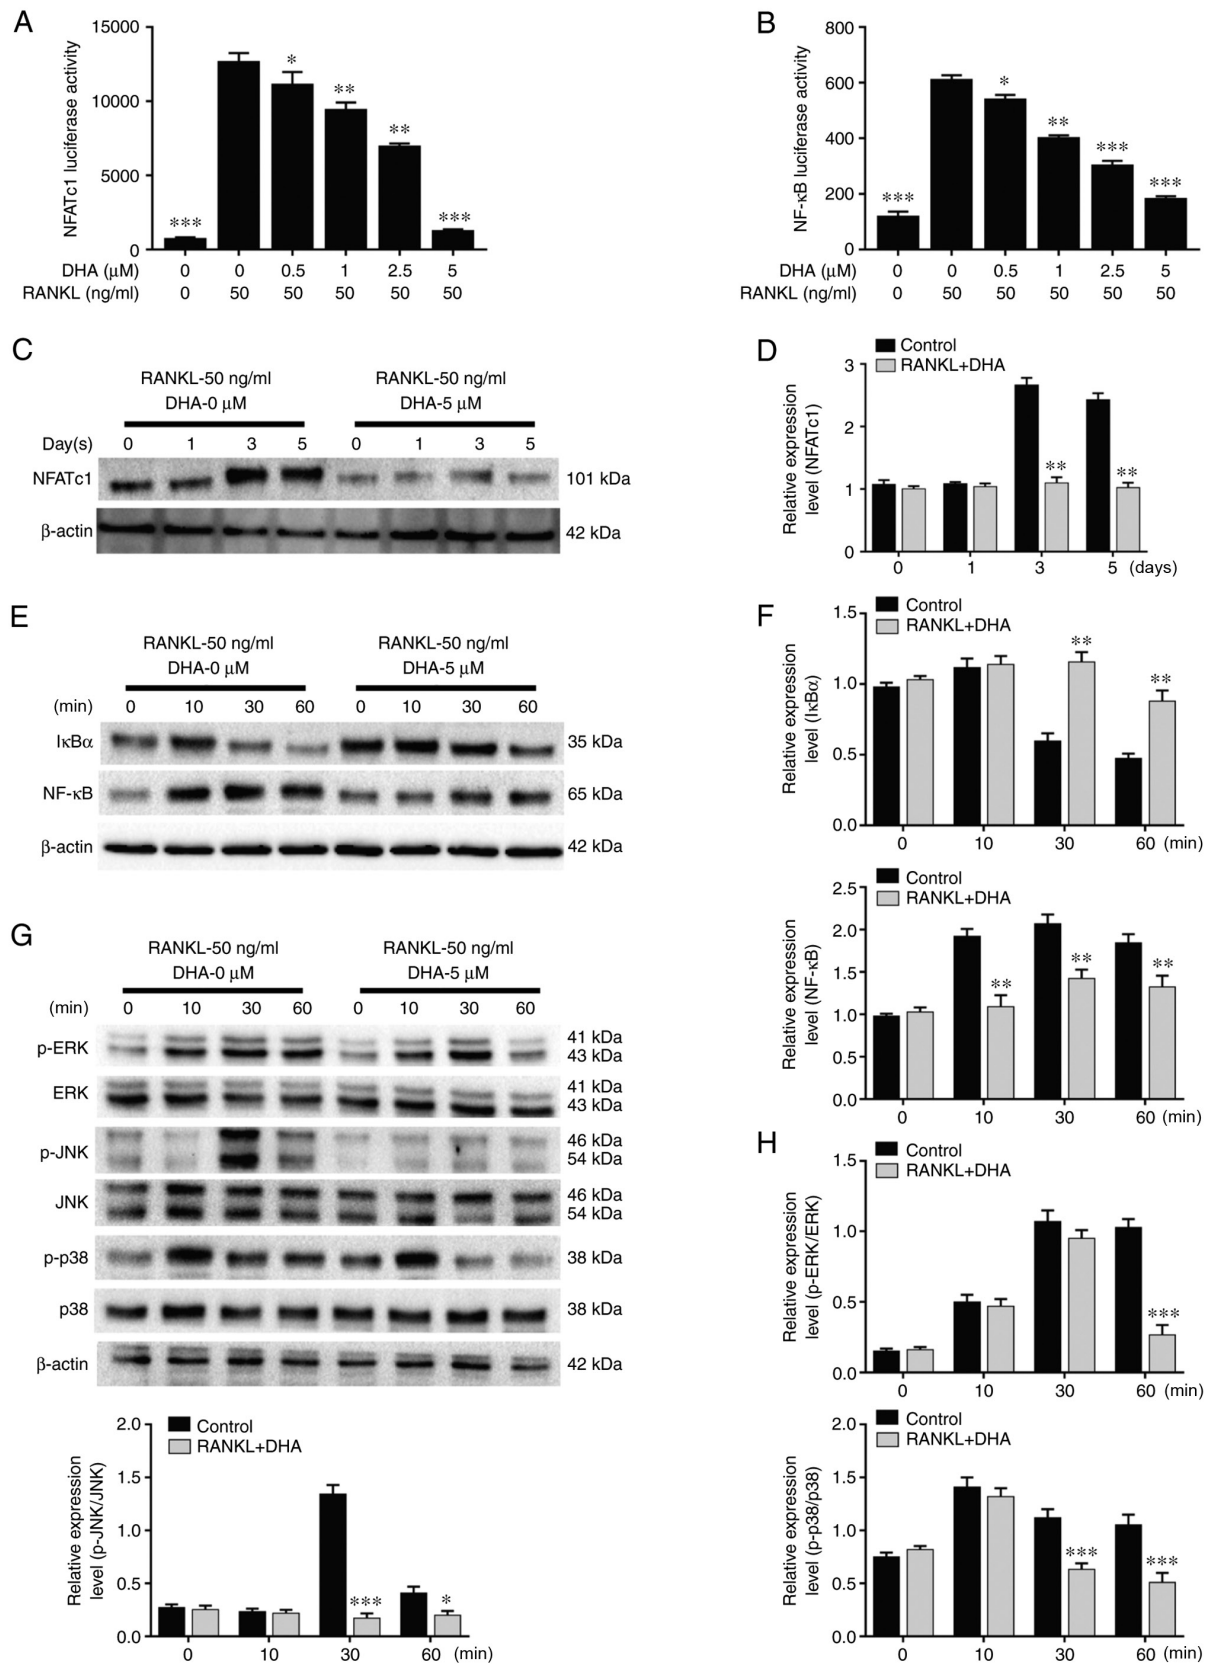 A
15000
10000
5000
0
NFATc1 luciferase activity
***
*
**
**
***
DHA (μM) 0 0 0.5 1 2.5 5
RANKL (ng/ml) 0 50 50 50 50 50
B
800
600
400
200
0
NF-κB luciferase activity
***
*
**
***
***
DHA (μM) 0 0 0.5 1 2.5 5
RANKL (ng/ml) 0 50 50 50 50 50
C
RANKL-50 ng/ml RANKL-50 ng/ml
DHA-0 μM DHA-5 μM
Day(s) 0 1 3 5 0 1 3 5
NFATc1 101 kDa
β-actin 42 kDa
D
Control
RANKL+DHA
3
2
1
0
Relative expression
level (NFATc1)
**
**
0 1 3 5 (days)
E
RANKL-50 ng/ml RANKL-50 ng/ml
DHA-0 μM DHA-5 μM
(min) 0 10 30 60 0 10 30 60
IκBα 35 kDa
NF-κB 65 kDa
β-actin 42 kDa
F
Control
RANKL+DHA
1.5
1.0
0.5
0.0
Relative expression
level (IκBα)
**
**
0 10 30 60 (min)
Control
RANKL+DHA
2.5
2.0
1.5
1.0
0.5
0.0
Relative expression
level (NF-κB)
**
**
**
0 10 30 60 (min)
G
RANKL-50 ng/ml RANKL-50 ng/ml
DHA-0 μM DHA-5 μM
(min) 0 10 30 60 0 10 30 60
p-ERK 41 kDa
43 kDa
ERK 41 kDa
43 kDa
p-JNK 46 kDa
54 kDa
JNK 46 kDa
54 kDa
p-p38 38 kDa
p38 38 kDa
β-actin 42 kDa
Control
RANKL+DHA
2.0
1.5
1.0
0.5
0.0
Relative expression
level (p-JNK/JNK)
***
*
0 10 30 60 (min)
H
Control
RANKL+DHA
1.5
1.0
0.5
0.0
Relative expression
level (p-ERK/ERK)
***
0 10 30 60 (min)
Control
RANKL+DHA
2.0
1.5
1.0
0.5
0.0
Relative expression
level (p-p38/p38)
***
***
0 10 30 60 (min)